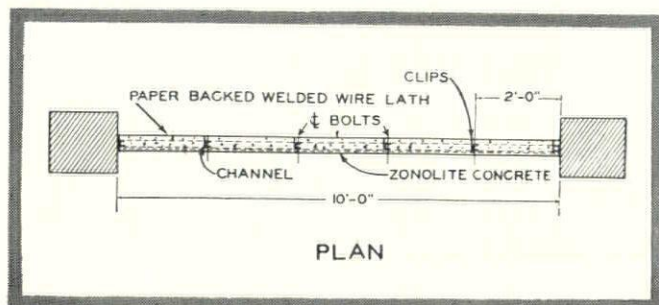 CLIPS
2'-0"
PAPER BACKED WELDED WIRE LATH
℄ BOLTS
CHANNEL
ZONOLITE CONCRETE
10'-0"
PLAN